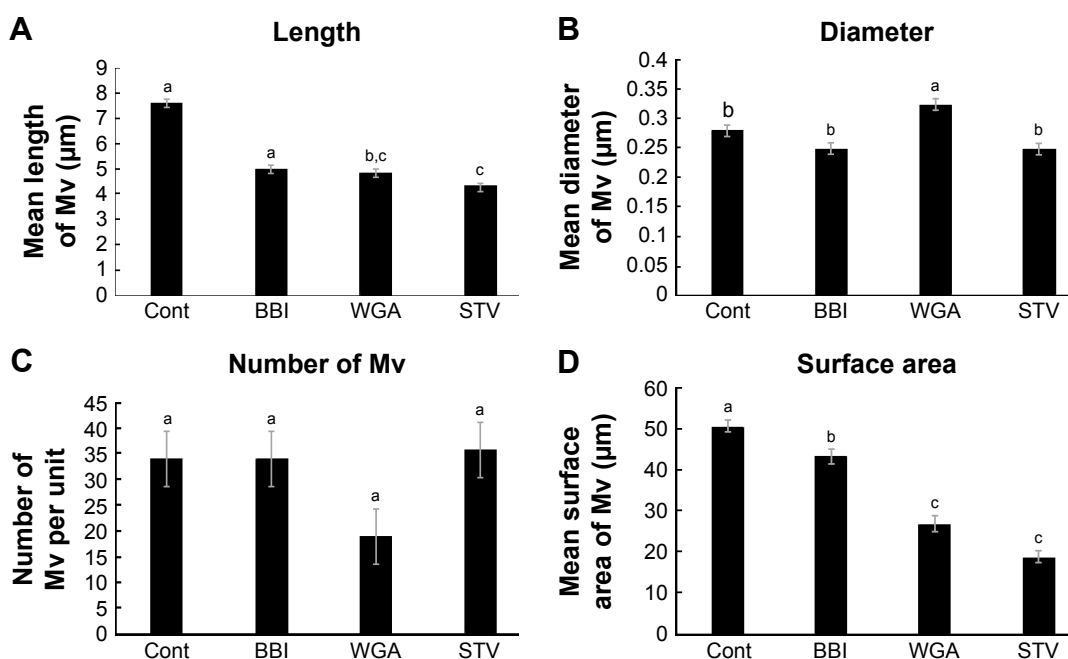 A
Length
Mean length
of Mv (µm)
9
8
7
6
5
4
3
2
1
0
a
a
b,c
c
Cont BBI WGA STV
B
Diameter
Mean diameter
of Mv (µm)
0.4
0.35
0.3
0.25
0.2
0.15
0.1
0.05
0
b
b
a
b
Cont BBI WGA STV
C
Number of Mv
Number of
Mv per unit
45
40
35
30
25
20
15
10
5
0
a
a
a
a
Cont BBI WGA STV
D
Surface area
Mean surface
area of Mv (µm)
60
50
40
30
20
10
0
a
b
c
c
Cont BBI WGA STV